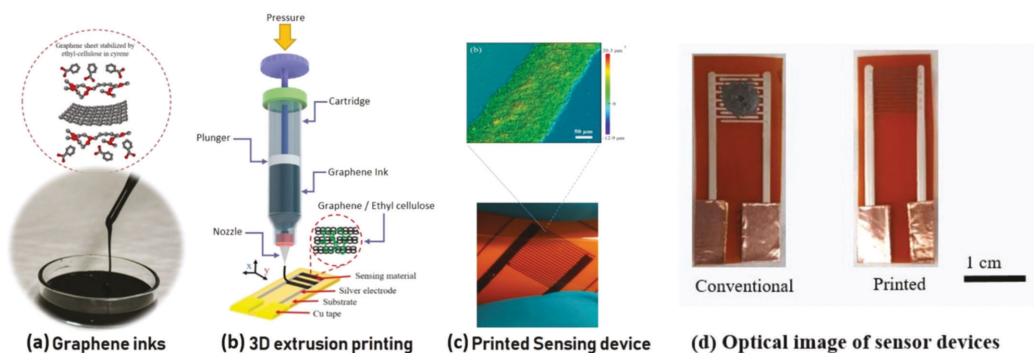 Graphene sheet stabilized by
ethyl-cellulose in cyrene
(a) Graphene inks
Pressure
Cartridge
Plunger
Graphene Ink
Graphene / Ethyl cellulose
Nozzle
X
Y
Sensing material
Silver electrode
Substrate
Cu tape
(b) 3D extrusion printing
(b)
50 μm
(c) Printed Sensing device
Conventional
Printed
1 cm
(d) Optical image of sensor devices